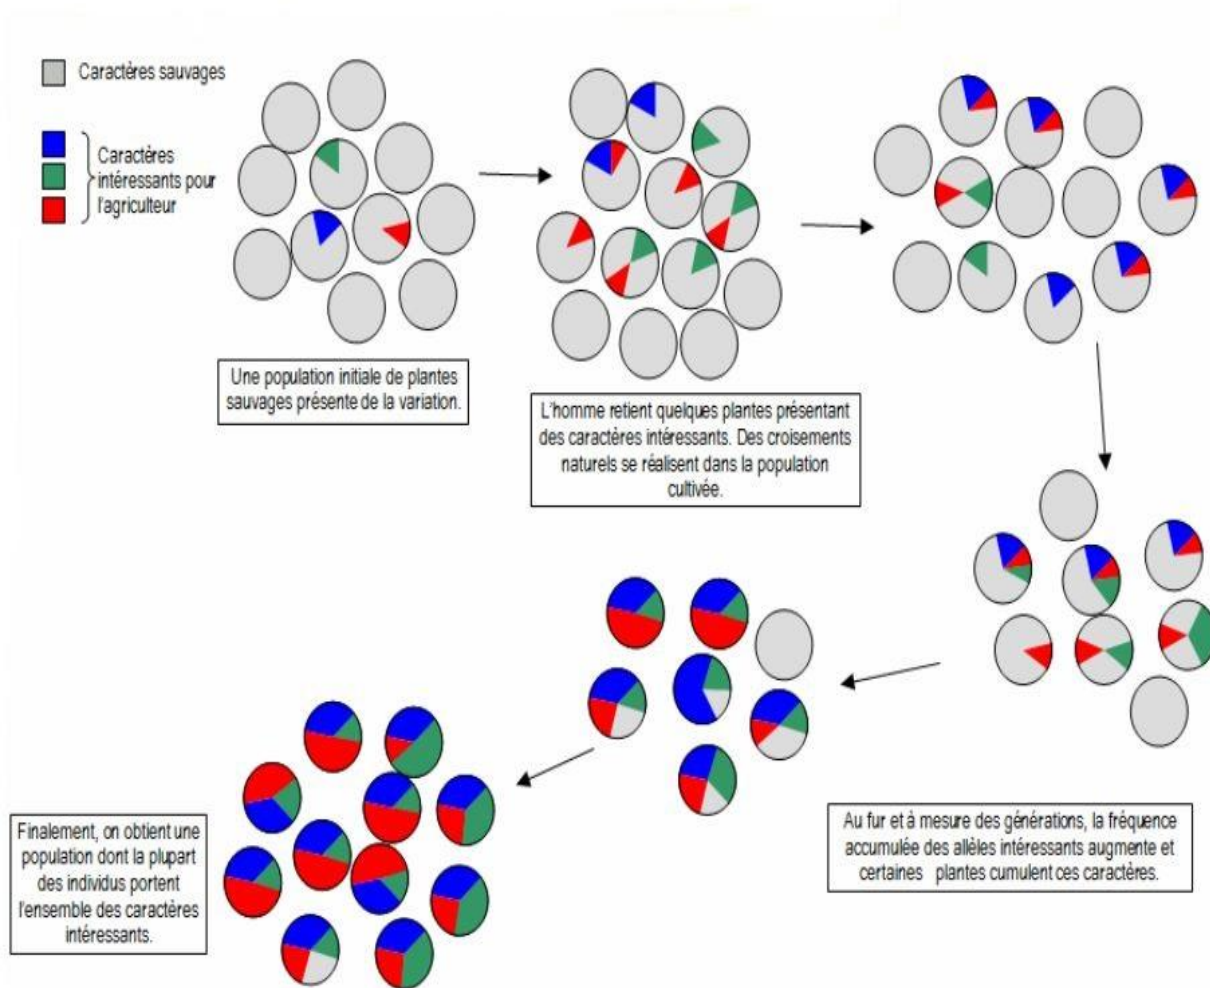 Caractères sauvages
Caractères
intéressants pour
l'agriculteur
Une population initiale de plantes
sauvages présente de la variation.
L'homme retient quelques plantes présentant
des caractères intéressants. Des croisements
naturels se réalisent dans la population
cultivée.
Au fur et à mesure des générations, la fréquence
accumulée des allèles intéressants augmente et
certaines plantes cumulent ces caractères.
Finalement, on obtient une
population dont la plupart
des individus portent
l'ensemble des caractères
intéressants.